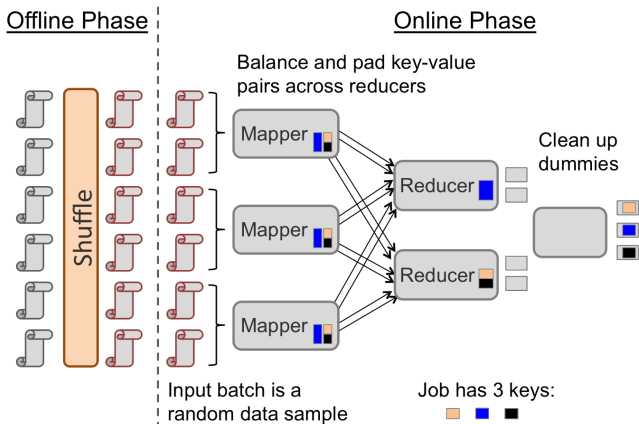 Offline Phase
Online Phase
Balance and pad key-value
pairs across reducers
Shuffle
Mapper
Mapper
Mapper
Reducer
Reducer
Clean up
dummies
Input batch is a
random data sample
Job has 3 keys: